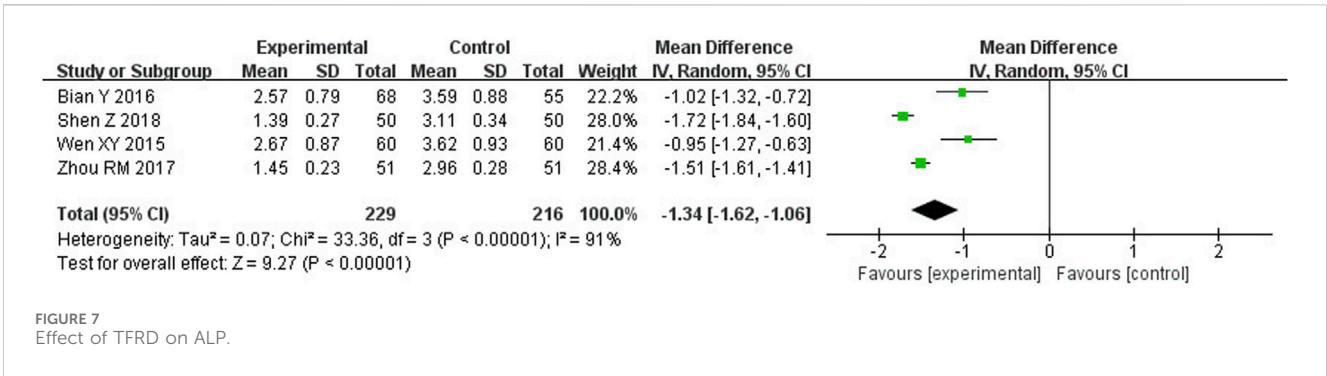 Experimental Control Mean Difference Mean Difference
Study or Subgroup Mean SD Total Mean SD Total Weight IV, Random, 95% CI IV, Random, 95% CI
Bian Y 2016 2.57 0.79 68 3.59 0.88 55 22.2% -1.02 [-1.32, -0.72]
Shen Z 2018 1.39 0.27 50 3.11 0.34 50 28.0% -1.72 [-1.84, -1.60]
Wen XY 2015 2.67 0.87 60 3.62 0.93 60 21.4% -0.95 [-1.27, -0.63]
Zhou RM 2017 1.45 0.23 51 2.96 0.28 51 28.4% -1.51 [-1.61, -1.41]
Total (95% CI) 229 216 100.0% -1.34 [-1.62, -1.06]
Heterogeneity: Tau² = 0.07; Chi² = 33.36, df = 3 (P < 0.00001); I² = 91%
Test for overall effect: Z = 9.27 (P < 0.00001)
-2 -1 0 1 2
Favours [experimental] Favours [control]
FIGURE 7
Effect of TFRD on ALP.